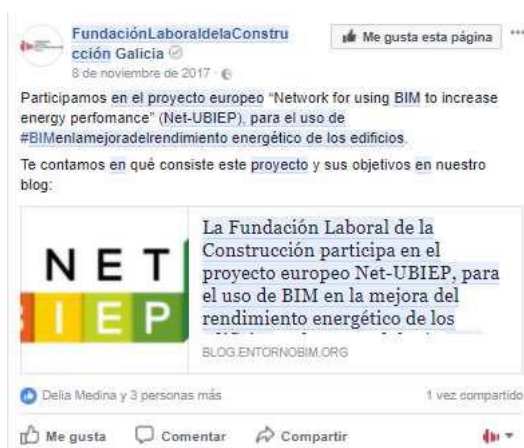 FundaciónLaboraldelaConstru
cción Galicia
Me gusta esta página
8 de noviembre de 2017
Participamos en el proyecto europeo “Network for using BIM to increase
energy perfomance” (Net-UBIEP), para el uso de
#BIMenlamejoradelrendimiento energético de los edificios.
Te contamos en qué consiste este proyecto y sus objetivos en nuestro
blog:
NET
IEP
La Fundación Laboral de la
Construcción participa en el
proyecto europeo Net-UBIEP, para
el uso de BIM en la mejora del
rendimiento energético de los
BLOG.ENTORNOBIM.ORG
Delia Medina y 3 personas más
1 vez compartido
Me gusta
Comentar
Compartir